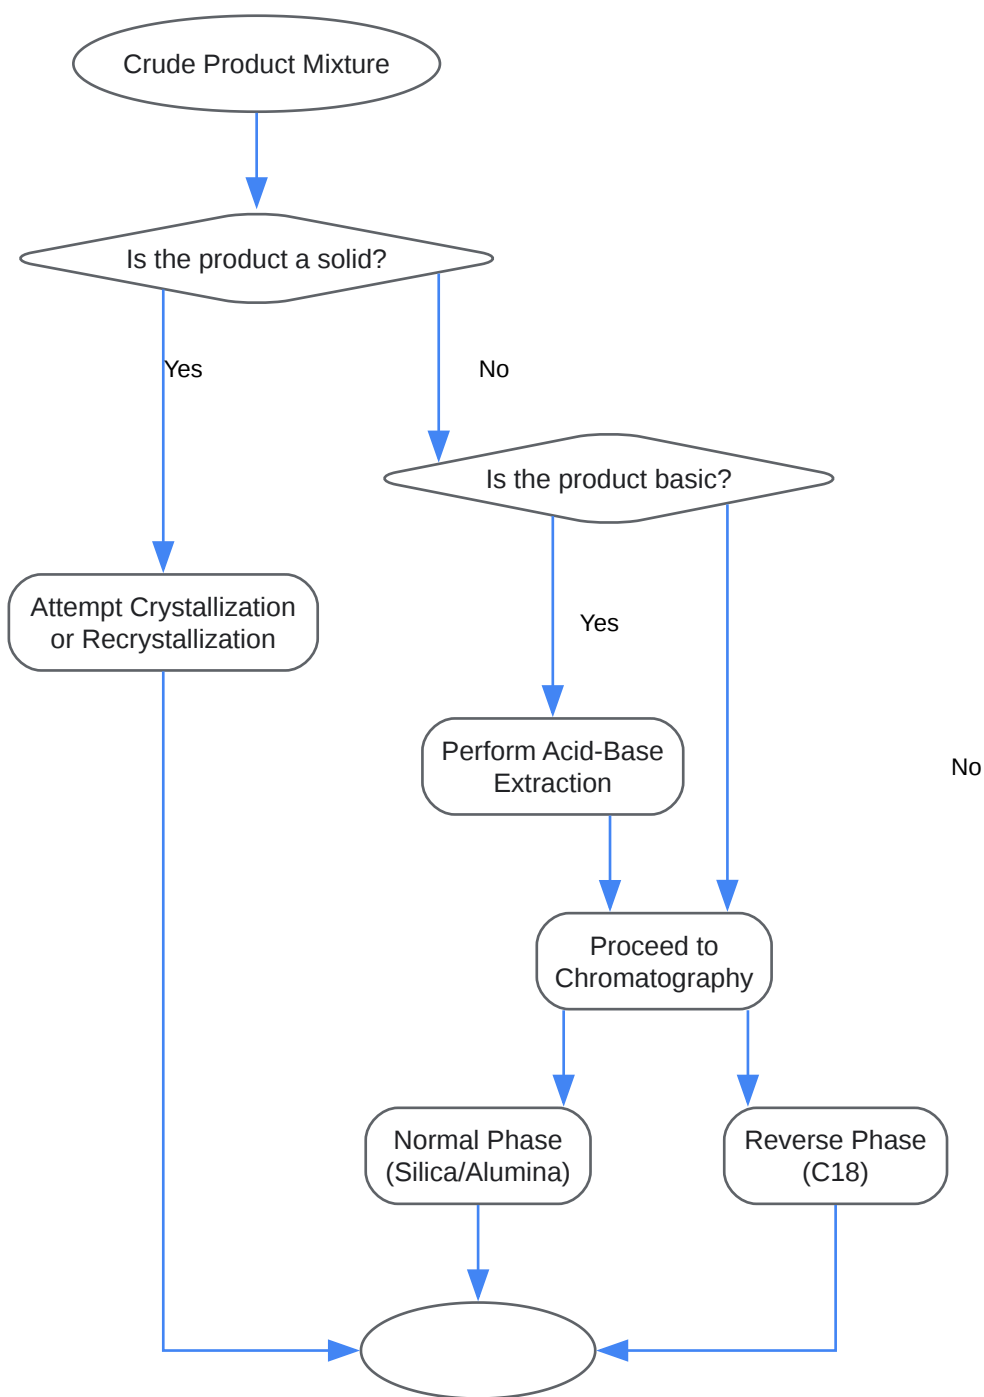 Crude Product Mixture
Is the product a solid?
Yes
No
Is the product basic?
Attempt Crystallization
or Recrystallization
Yes
Perform Acid-Base
Extraction
No
Proceed to
Chromatography
Normal Phase
(Silica/Alumina)
Reverse Phase
(C18)